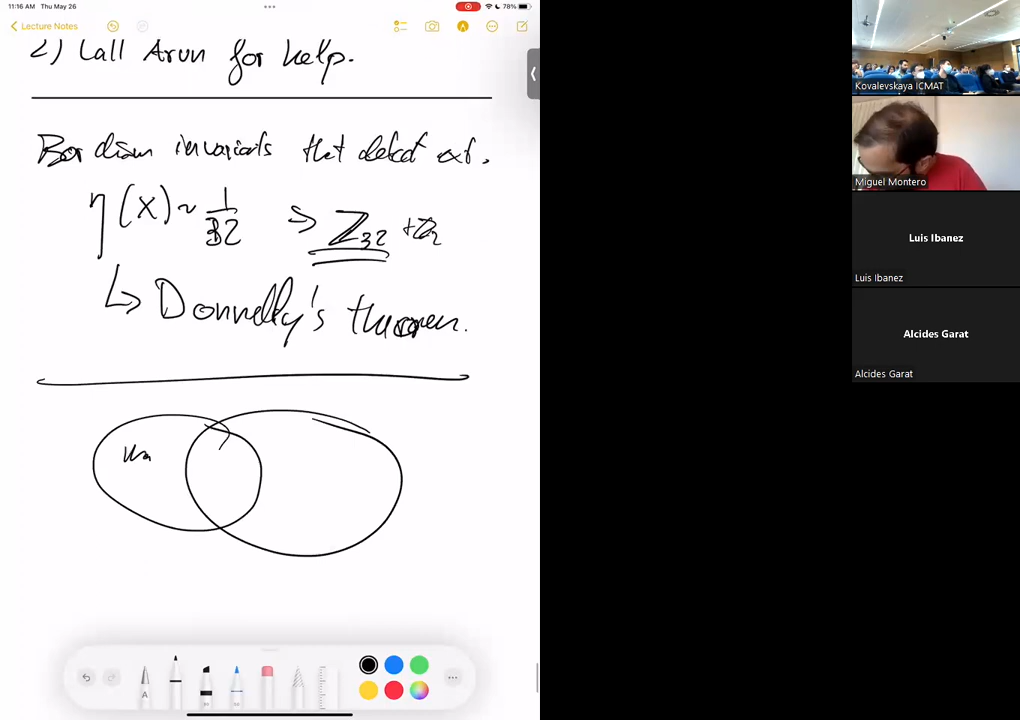 11:16 AM Thu May 26
78%
Lecture Notes
2) Call Arun for help.
Bordism invariants that detect ext.
η(X) ~ 1/32 => Z32 + Z2
↳ Donnelly's theorem.
A
Kovalevskaya ICMAT
Miguel Montero
Luis Ibanez
Luis Ibanez
Alcides Garat
Alcides Garat